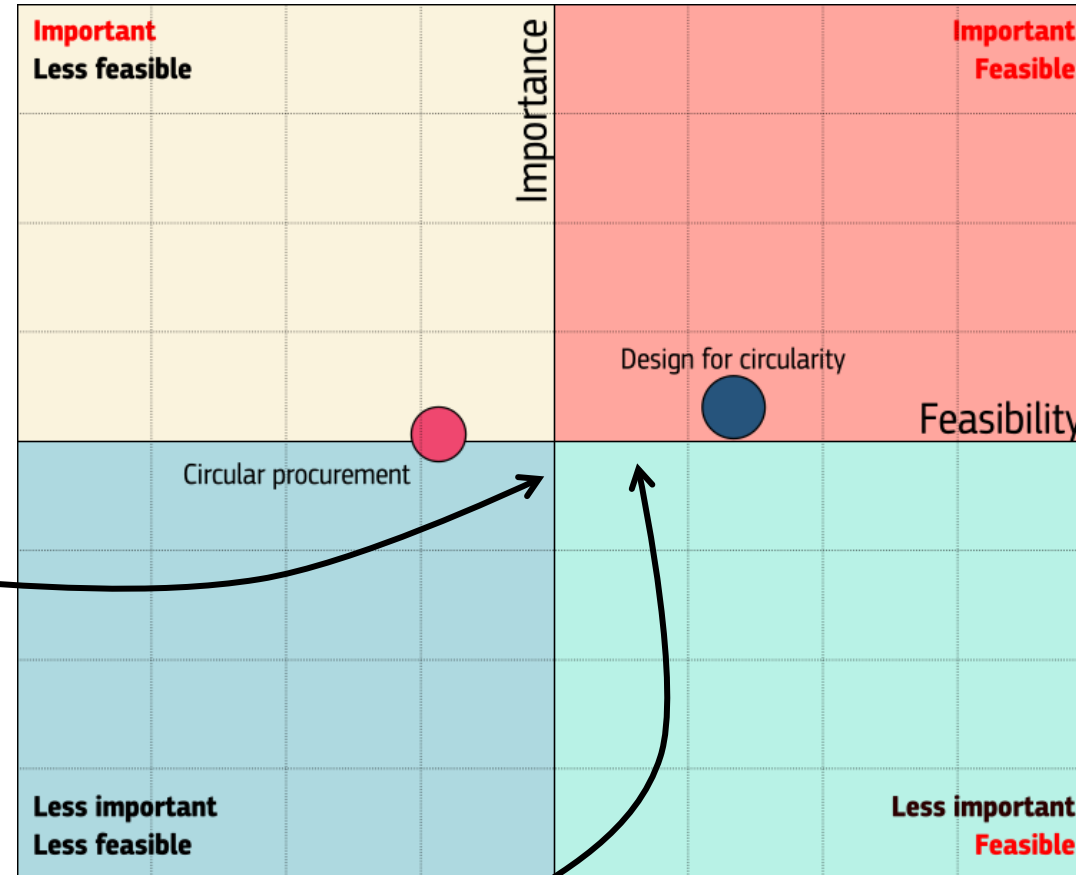 Important
Less feasible
Importance
Important
Feasible
Design for circularity
Feasibility
Circular procurement
Less important
Less feasible
Less important
Feasible